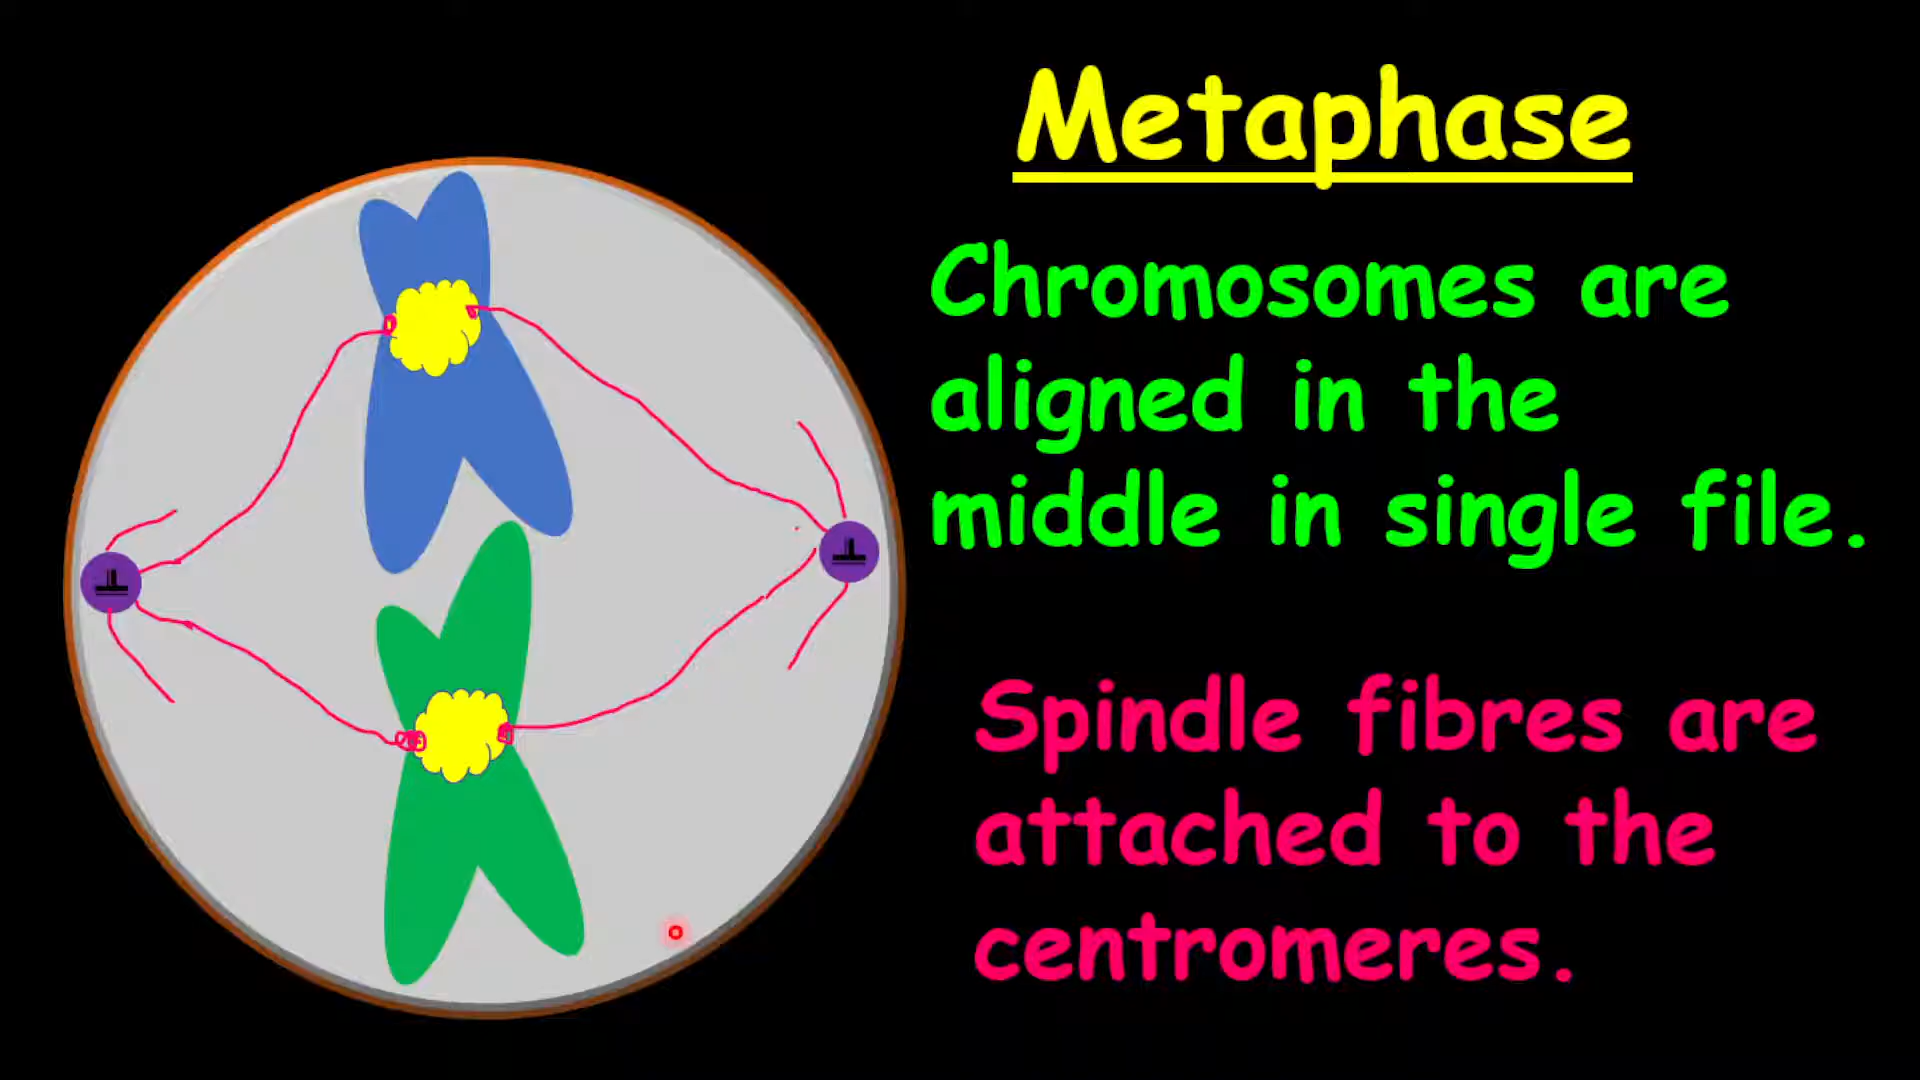 Metaphase
Chromosomes are
aligned in the
middle in single file.
Spindle fibres are
attached to the
centromeres.